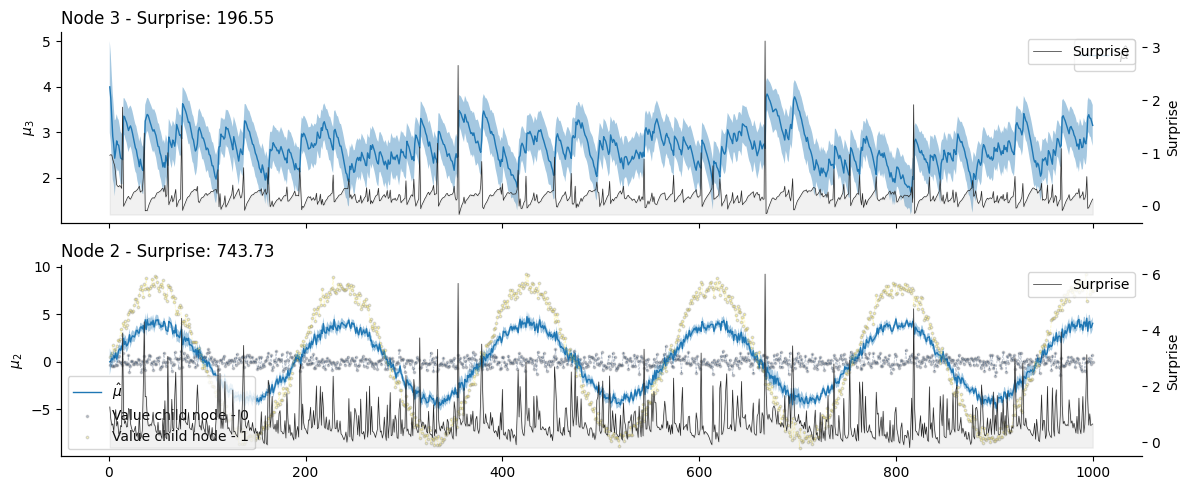 Node 3 - Surprise: 196.55
5
4
3
2
μ3
Surprise
μ̂
3
2
1
0
Surprise
Node 2 - Surprise: 743.73
10
5
0
−5
μ2
Surprise
μ̂
Value child node - 0
Value child node - 1
6
4
2
0
Surprise
0
200
400
600
800
1000